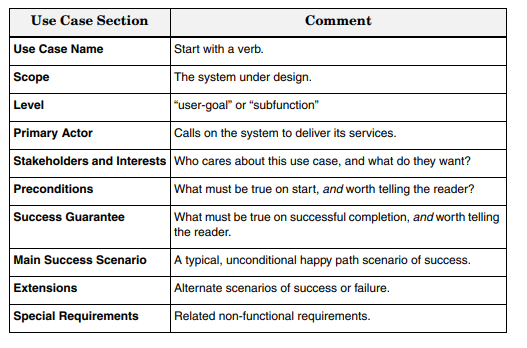 Use Case Section Comment
Use Case Name Start with a verb.
Scope The system under design.
Level “user-goal” or “subfunction”
Primary Actor Calls on the system to deliver its services.
Stakeholders and Interests Who cares about this use case, and what do they want?
Preconditions What must be true on start, and worth telling the reader?
Success Guarantee What must be true on successful completion, and worth telling
the reader.
Main Success Scenario A typical, unconditional happy path scenario of success.
Extensions Alternate scenarios of success or failure.
Special Requirements Related non-functional requirements.